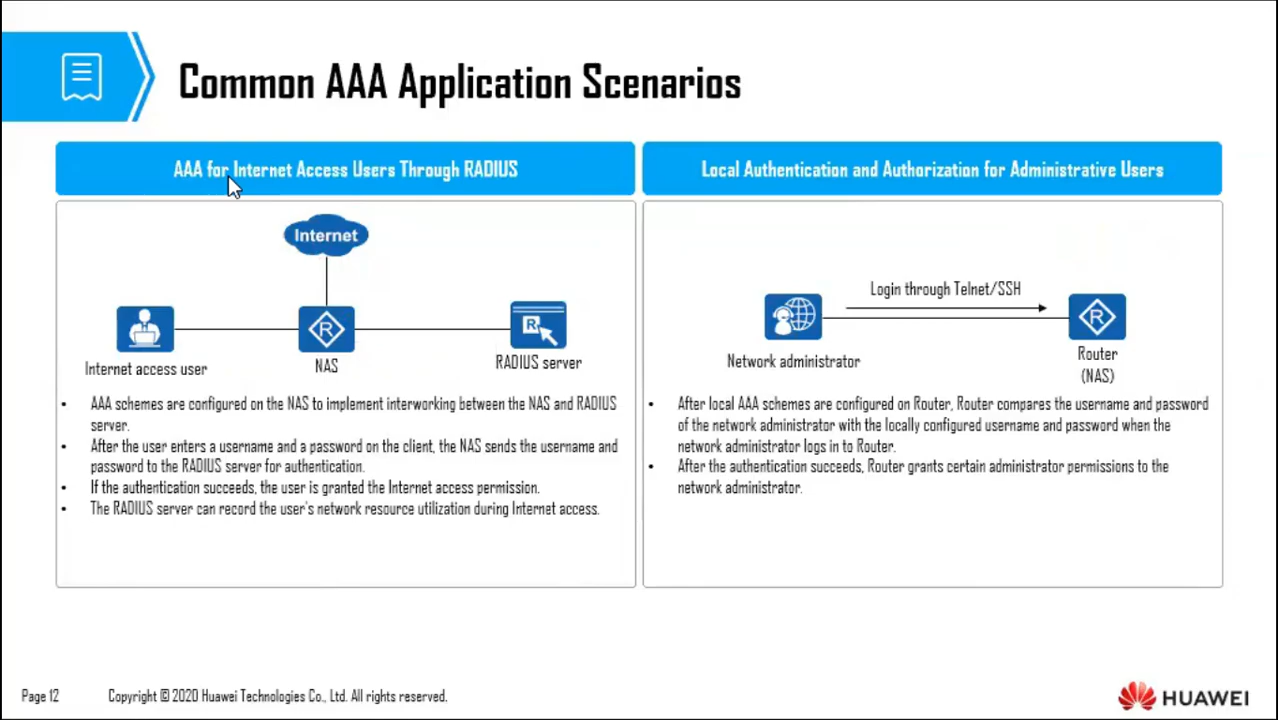 Common AAA Application Scenarios
AAA for Internet Access Users Through RADIUS
Internet
Internet access user
NAS
RADIUS server
• AAA schemes are configured on the NAS to implement interworking between the NAS and RADIUS
server.
• After the user enters a username and a password on the client, the NAS sends the username and
password to the RADIUS server for authentication.
• If the authentication succeeds, the user is granted the Internet access permission.
• The RADIUS server can record the user's network resource utilization during Internet access.
Local Authentication and Authorization for Administrative Users
Login through Telnet/SSH
Network administrator
Router
(NAS)
• After local AAA schemes are configured on Router, Router compares the username and password
of the network administrator with the locally configured username and password when the
network administrator logs in to Router.
• After the authentication succeeds, Router grants certain administrator permissions to the
network administrator.
Page 12
Copyright © 2020 Huawei Technologies Co., Ltd. All rights reserved.
HUAWEI